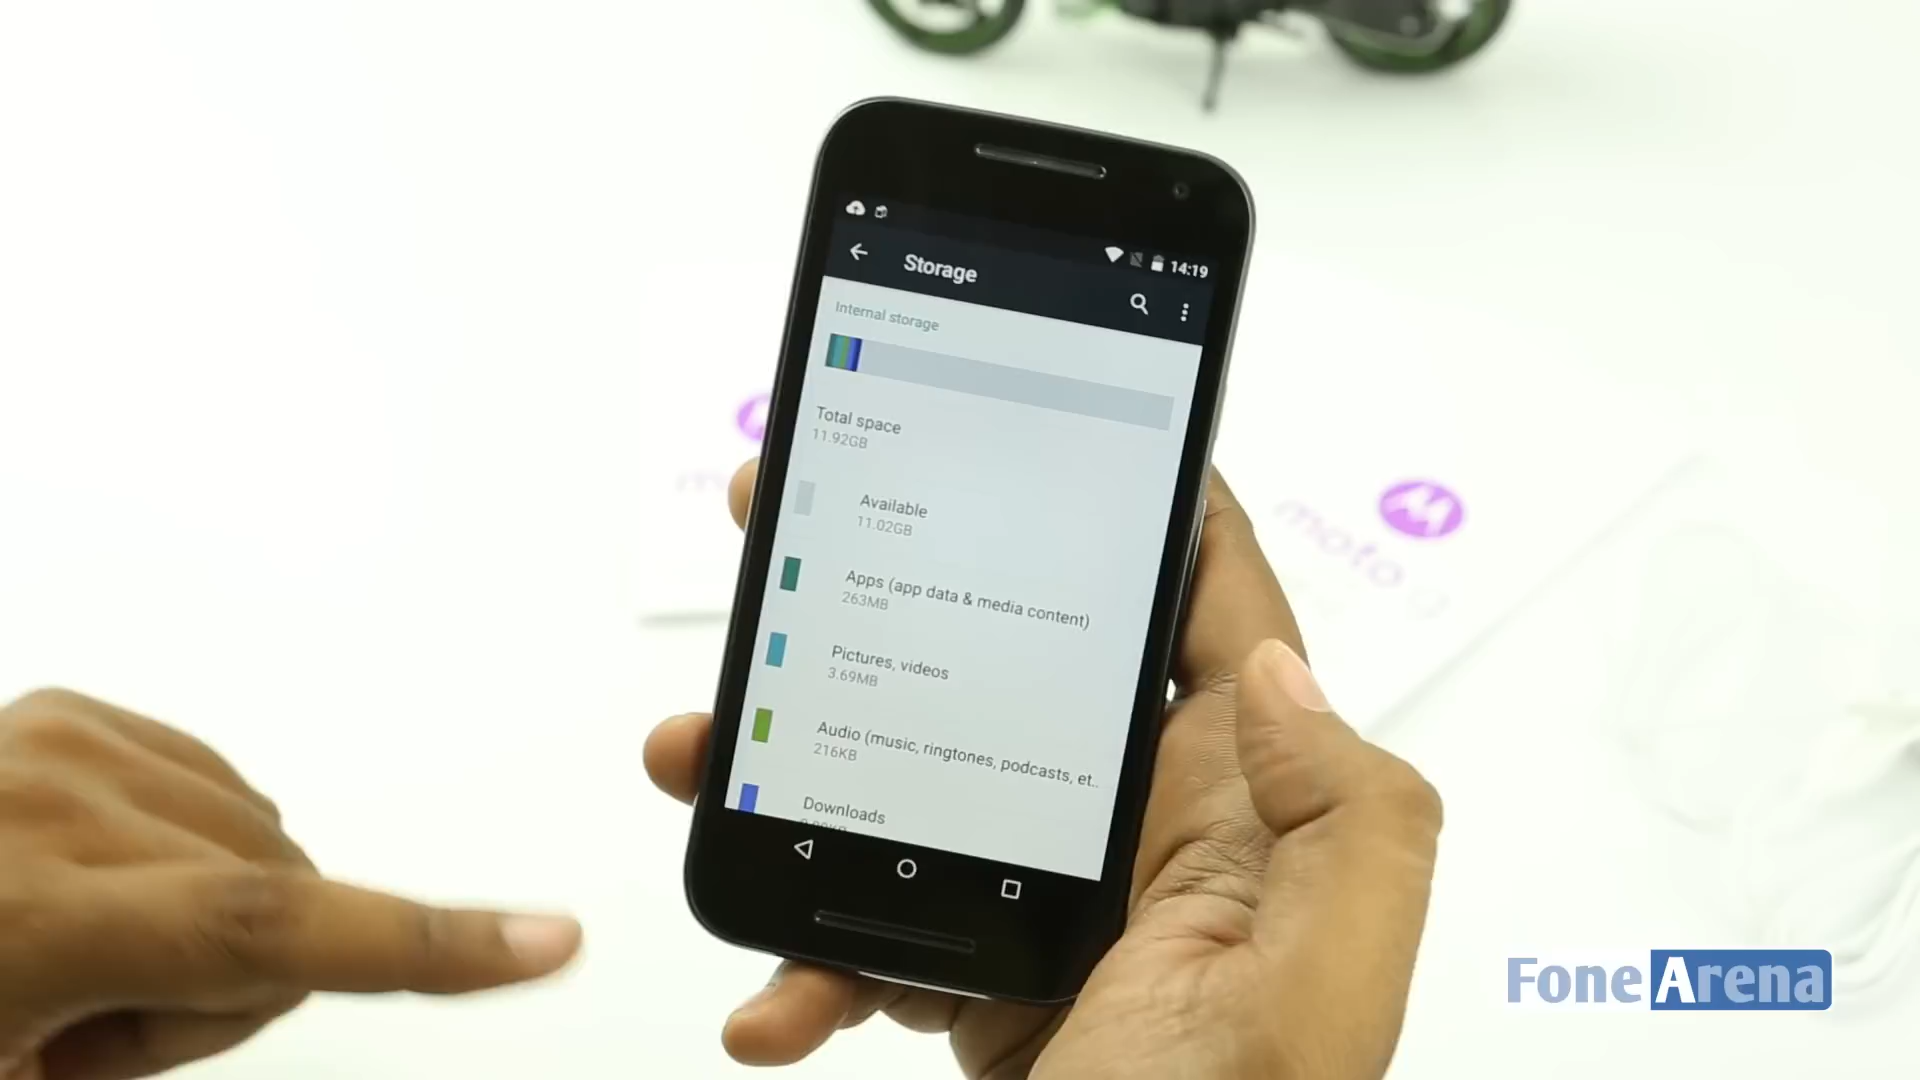 14:19
Storage
Internal storage
Total space
11.92GB
Available
11.02GB
Apps (app data & media content)
263MB
Pictures, videos
3.69MB
Audio (music, ringtones, podcasts, et..
216KB
Downloads
moto g
FoneArena